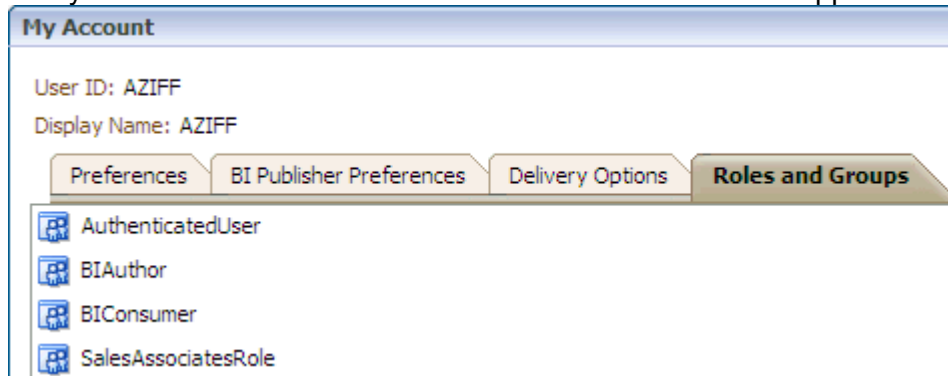 My Account
User ID: AZIFF
Display Name: AZIFF
Preferences BI Publisher Preferences Delivery Options Roles and Groups
AuthenticatedUser
BIAuthor
BIConsumer
SalesAssociatesRole